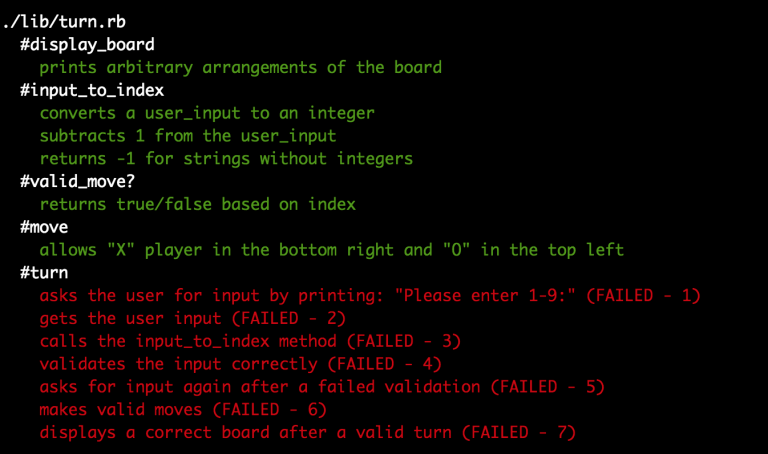 ./lib/turn.rb
#display_board
prints arbitrary arrangements of the board
#input_to_index
converts a user_input to an integer
subtracts 1 from the user_input
returns -1 for strings without integers
#valid_move?
returns true/false based on index
#move
allows "X" player in the bottom right and "O" in the top left
#turn
asks the user for input by printing: "Please enter 1-9:" (FAILED - 1)
gets the user input (FAILED - 2)
calls the input_to_index method (FAILED - 3)
validates the input correctly (FAILED - 4)
asks for input again after a failed validation (FAILED - 5)
makes valid moves (FAILED - 6)
displays a correct board after a valid turn (FAILED - 7)